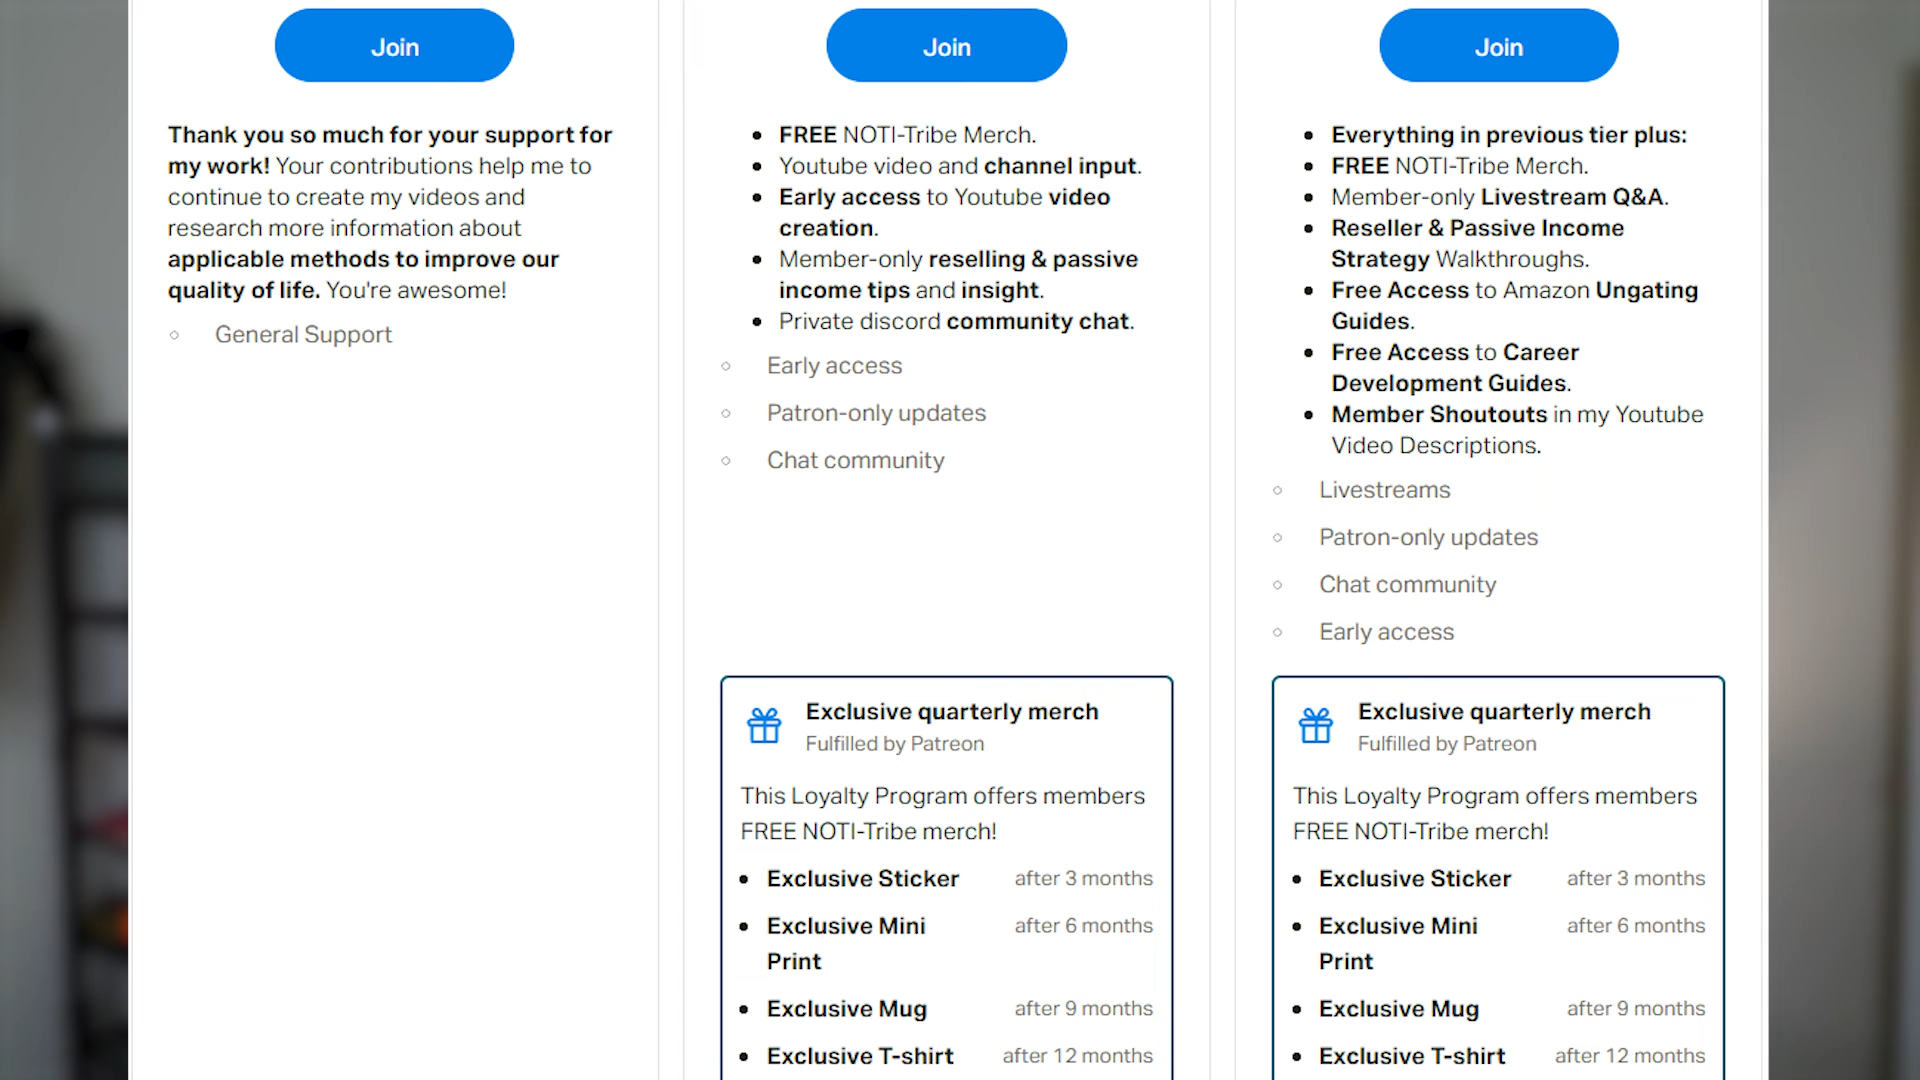 Join
Thank you so much for your support for
my work! Your contributions help me to
continue to create my videos and
research more information about
applicable methods to improve our
quality of life. You're awesome!
General Support
Join
FREE NOTI-Tribe Merch.
Youtube video and channel input.
Early access to Youtube video
creation.
Member-only reselling & passive
income tips and insight.
Private discord community chat.
Early access
Patron-only updates
Chat community
Exclusive quarterly merch
Fulfilled by Patreon
This Loyalty Program offers members
FREE NOTI-Tribe merch!
Exclusive Sticker after 3 months
Exclusive Mini after 6 months
Print
Exclusive Mug after 9 months
Exclusive T-shirt after 12 months
Join
Everything in previous tier plus:
FREE NOTI-Tribe Merch.
Member-only Livestream Q&A.
Reseller & Passive Income
Strategy Walkthroughs.
Free Access to Amazon Ungating
Guides.
Free Access to Career
Development Guides.
Member Shoutouts in my Youtube
Video Descriptions.
Livestreams
Patron-only updates
Chat community
Early access
Exclusive quarterly merch
Fulfilled by Patreon
This Loyalty Program offers members
FREE NOTI-Tribe merch!
Exclusive Sticker after 3 months
Exclusive Mini after 6 months
Print
Exclusive Mug after 9 months
Exclusive T-shirt after 12 months